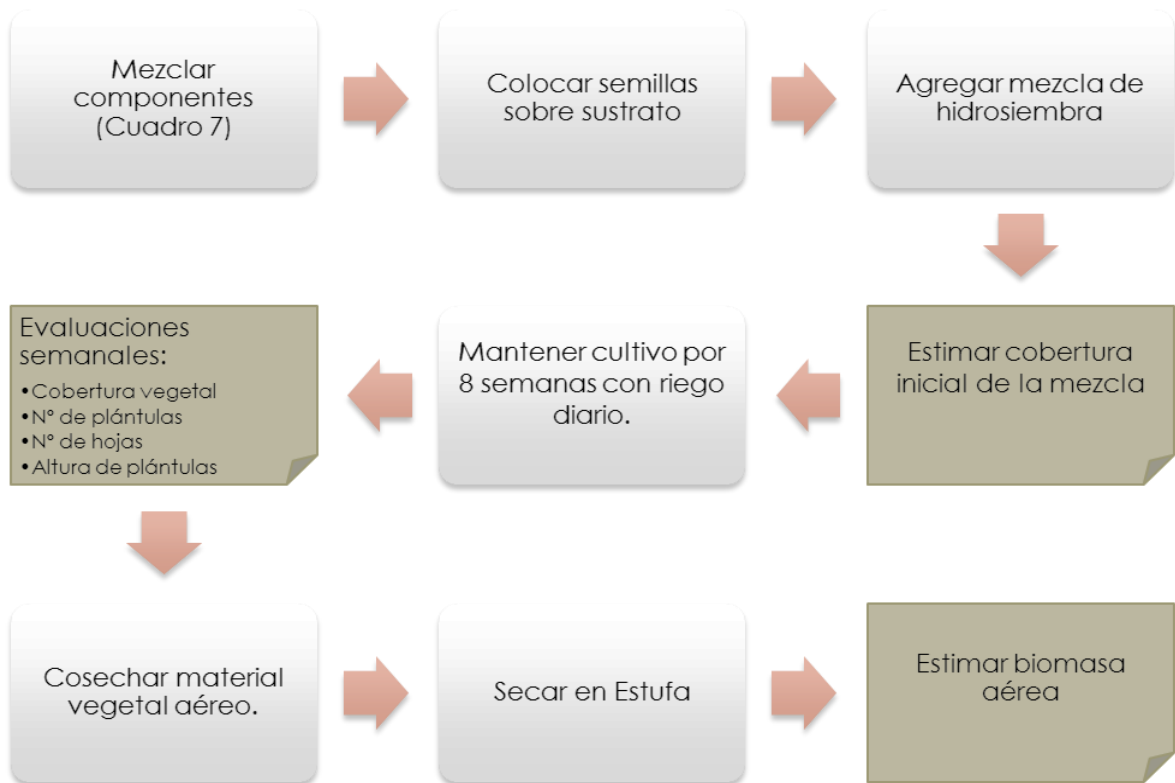 Mezclar
componentes
(Cuadro 7)
Colocar semillas
sobre sustrato
Agregar mezcla de
hidrosiembra
Estimar cobertura
inicial de la mezcla
Mantener cultivo por
8 semanas con riego
diario.
Evaluaciones
semanales:
•Cobertura vegetal
•Nº de plántulas
•Nº de hojas
•Altura de plántulas
Cosechar material
vegetal aéreo.
Secar en Estufa
Estimar biomasa
aérea